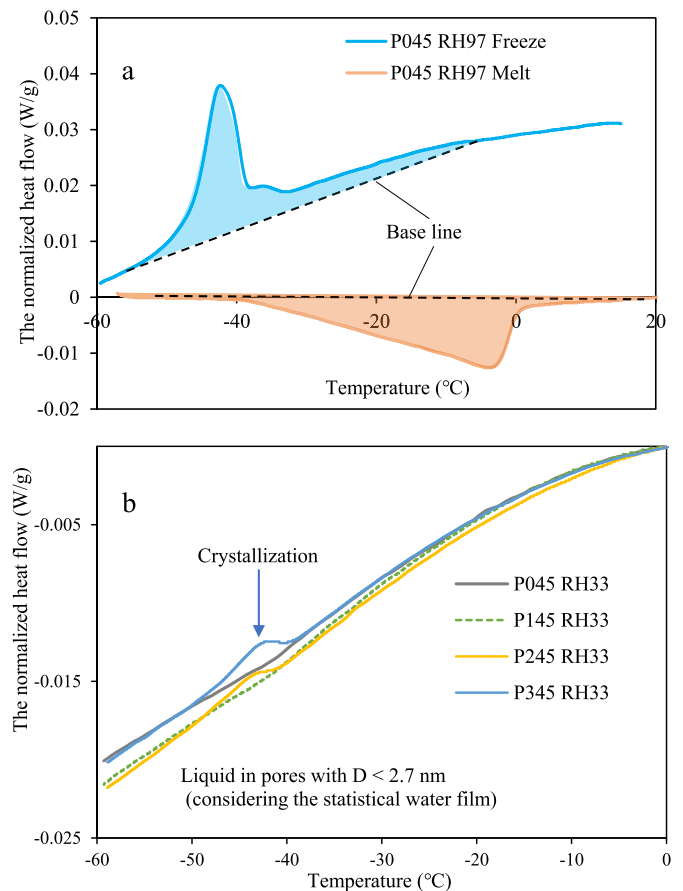 0.05
P045 RH97 Freeze
a
0.04
P045 RH97 Melt
0.03
0.02
Base line
0.01
0
-60
-40
-20
0
20
-0.01
Temperature (℃)
-0.02
The normalized heat flow (W/g)
b
-0.005
Crystallization
P045 RH33
P145 RH33
P245 RH33
P345 RH33
-0.015
Liquid in pores with D < 2.7 nm
(considering the statistical water film)
-0.025
-60
-50
-40
-30
-20
-10
0
Temperature (℃)
The normalized heat flow (W/g)